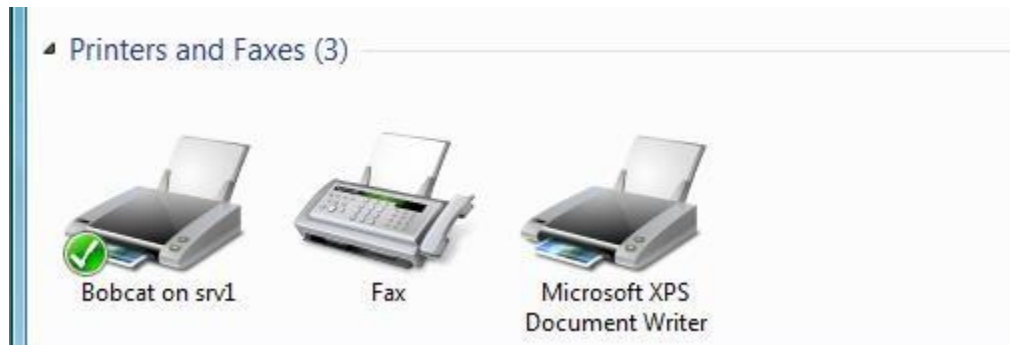 Printers and Faxes (3)
Bobcat on srv1
Fax
Microsoft XPS
Document Writer